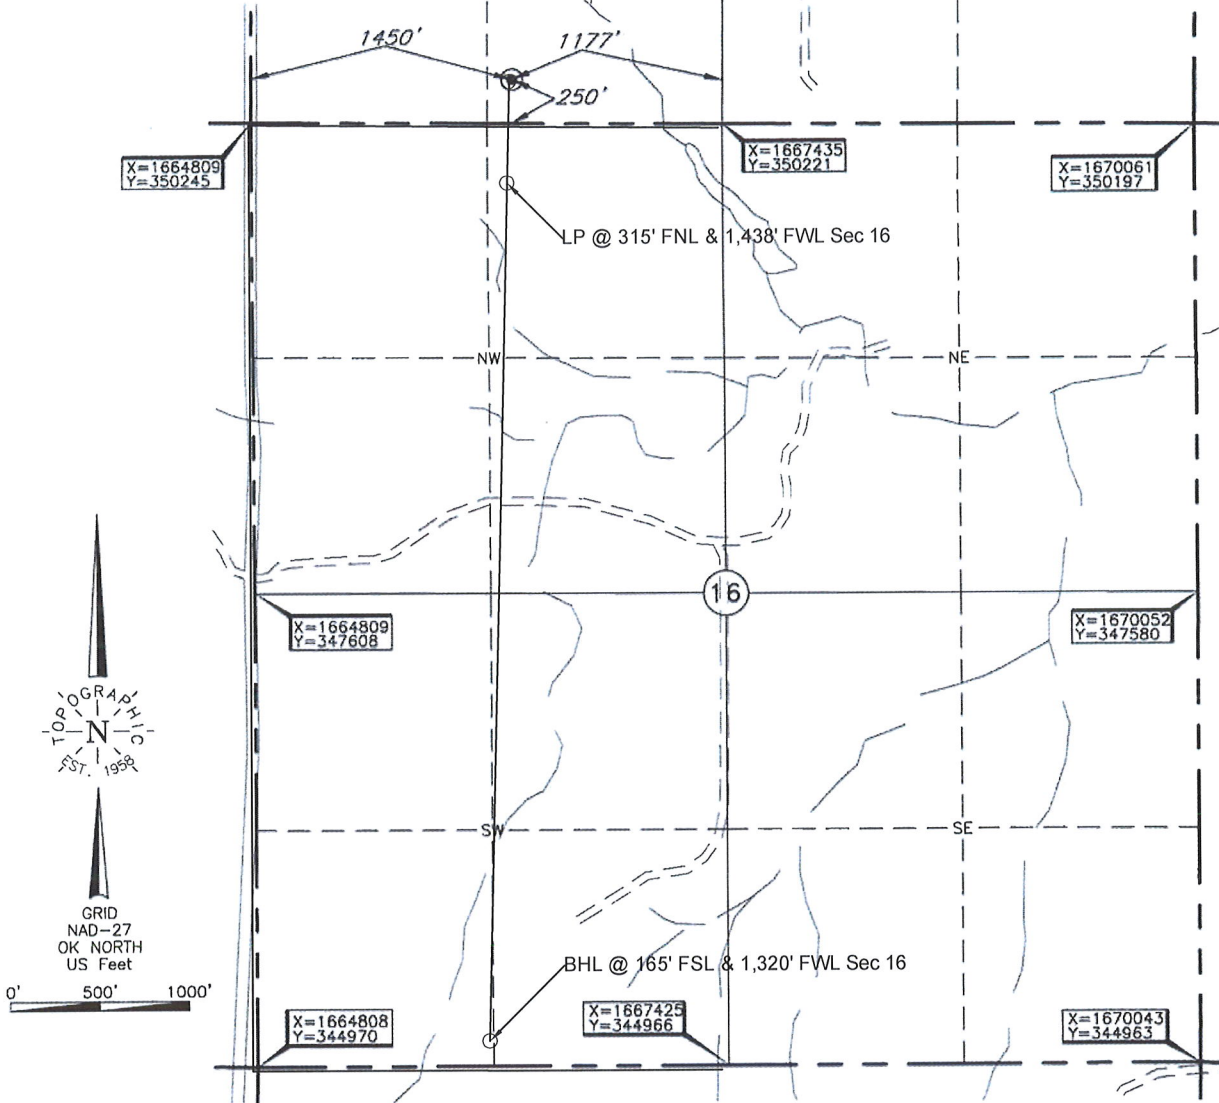 1450'
1177'
250'
X=1664809
Y=350245
X=1667435
Y=350221
X=1670061
Y=350197
LP @ 315' FNL & 1,438' FWL Sec 16
NW
NE
16
X=1664809
Y=347608
X=1670052
Y=347580
TOPOGRAPHIC
N
EST. 1958
SW
SE
GRID
NAD-27
OK NORTH
US Feet
0' 500' 1000'
BHL @ 165' FSL & 1,320' FWL Sec 16
X=1664808
Y=344970
X=1667425
Y=344966
X=1670043
Y=344963